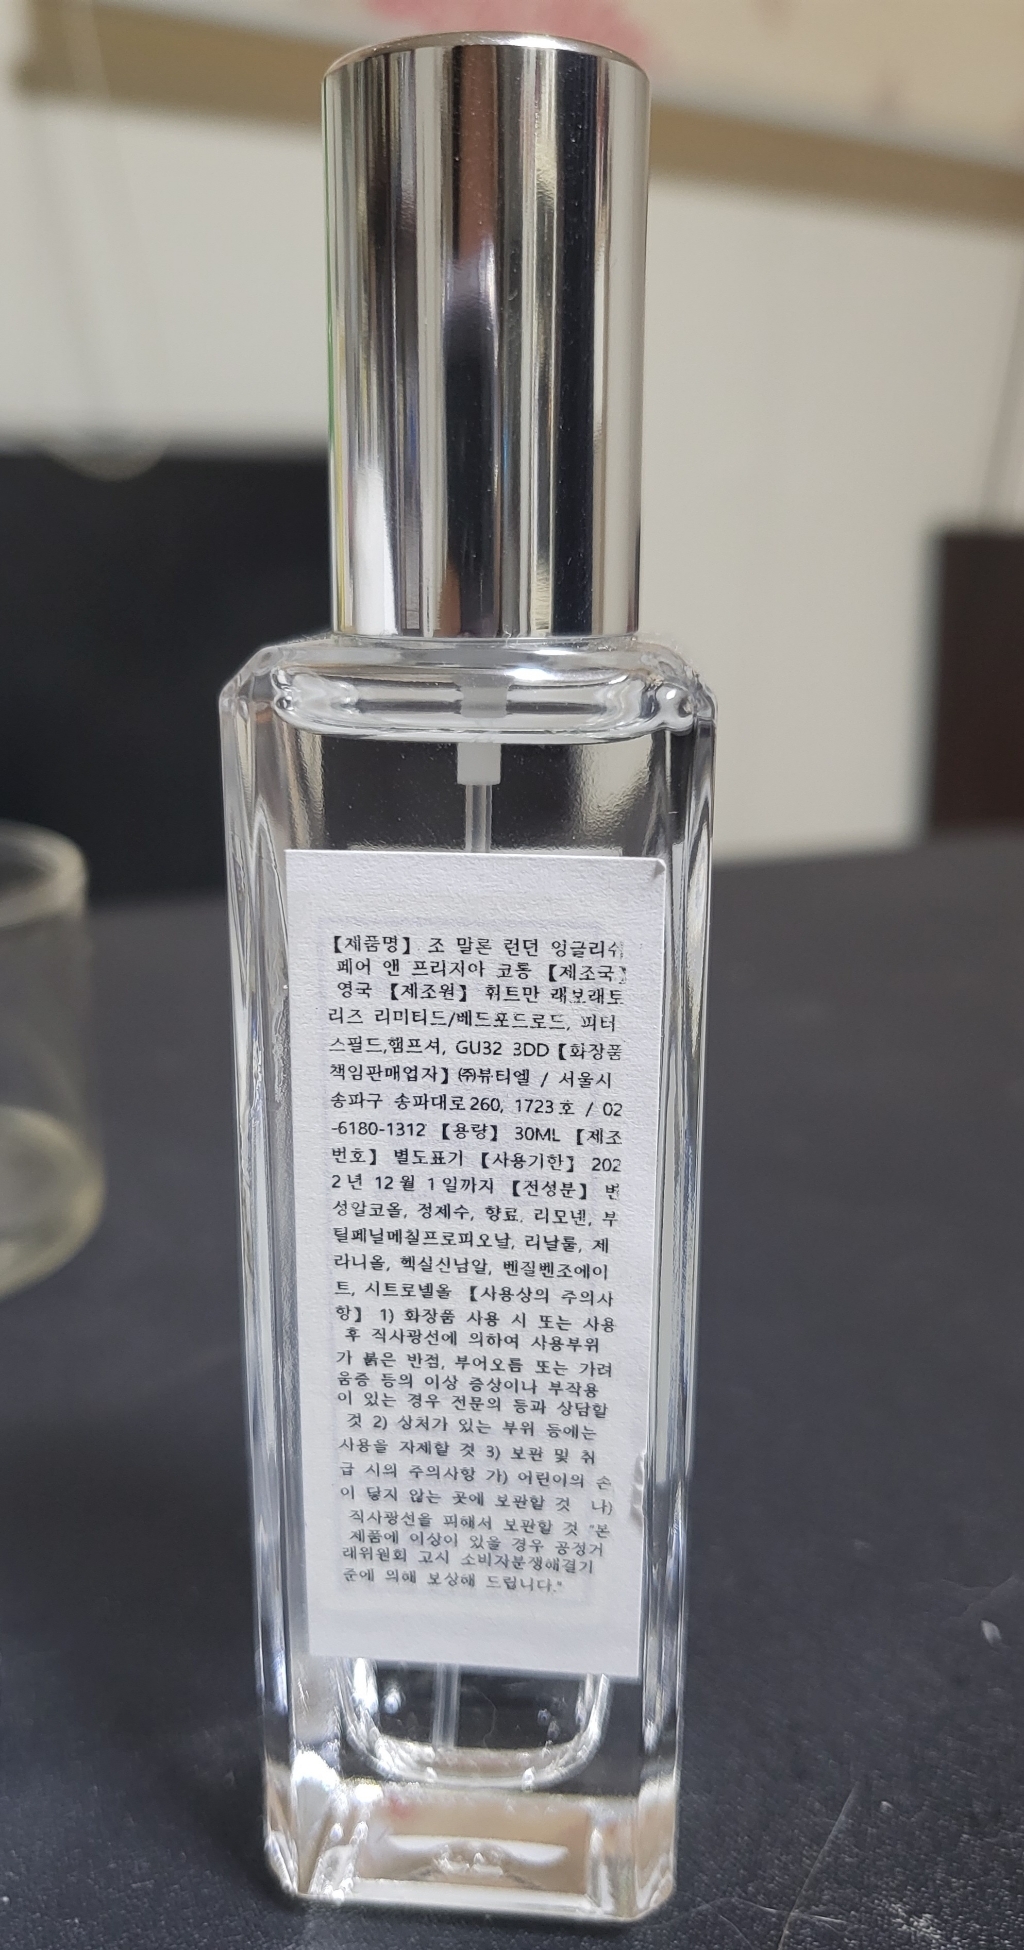 【제품명】 조 말론 런던 잉글리쉬
페어 앤 프리지아 코롱 【제조국】
영국 【제조원】 휘트만 래보래토
리즈 리미티드/베드포드로드, 피터
스필드,햄프셔, GU32 3DD【화장품
책임판매업자】㈜뷰티엘 / 서울시
송파구 송파대로260, 1723호 / 02
-6180-1312 【용량】 30ML 【제조
번호】 별도표기 【사용기한】 202
2년 12월 1일까지 【전성분】 변
성알코올, 정제수, 향료, 리모넨, 부
틸페닐메칠프로피오날, 리날룰, 제
라니올, 헥실신남알, 벤질벤조에이
트, 시트로넬올 【사용상의 주의사
항】 1) 화장품 사용 시 또는 사용
후 직사광선에 의하여 사용부위
가 붉은 반점, 부어오름 또는 가려
움증 등의 이상 증상이나 부작용
이 있는 경우 전문의 등과 상담할
것 2) 상처가 있는 부위 등에는
사용을 자제할 것 3) 보관 및 취
급 시의 주의사항 가) 어린이의 손
이 닿지 않는 곳에 보관할 것 나)
직사광선을 피해서 보관할 것 "본
제품에 이상이 있을 경우 공정거
래위원회 고시 소비자분쟁해결기
준에 의해 보상해 드립니다."